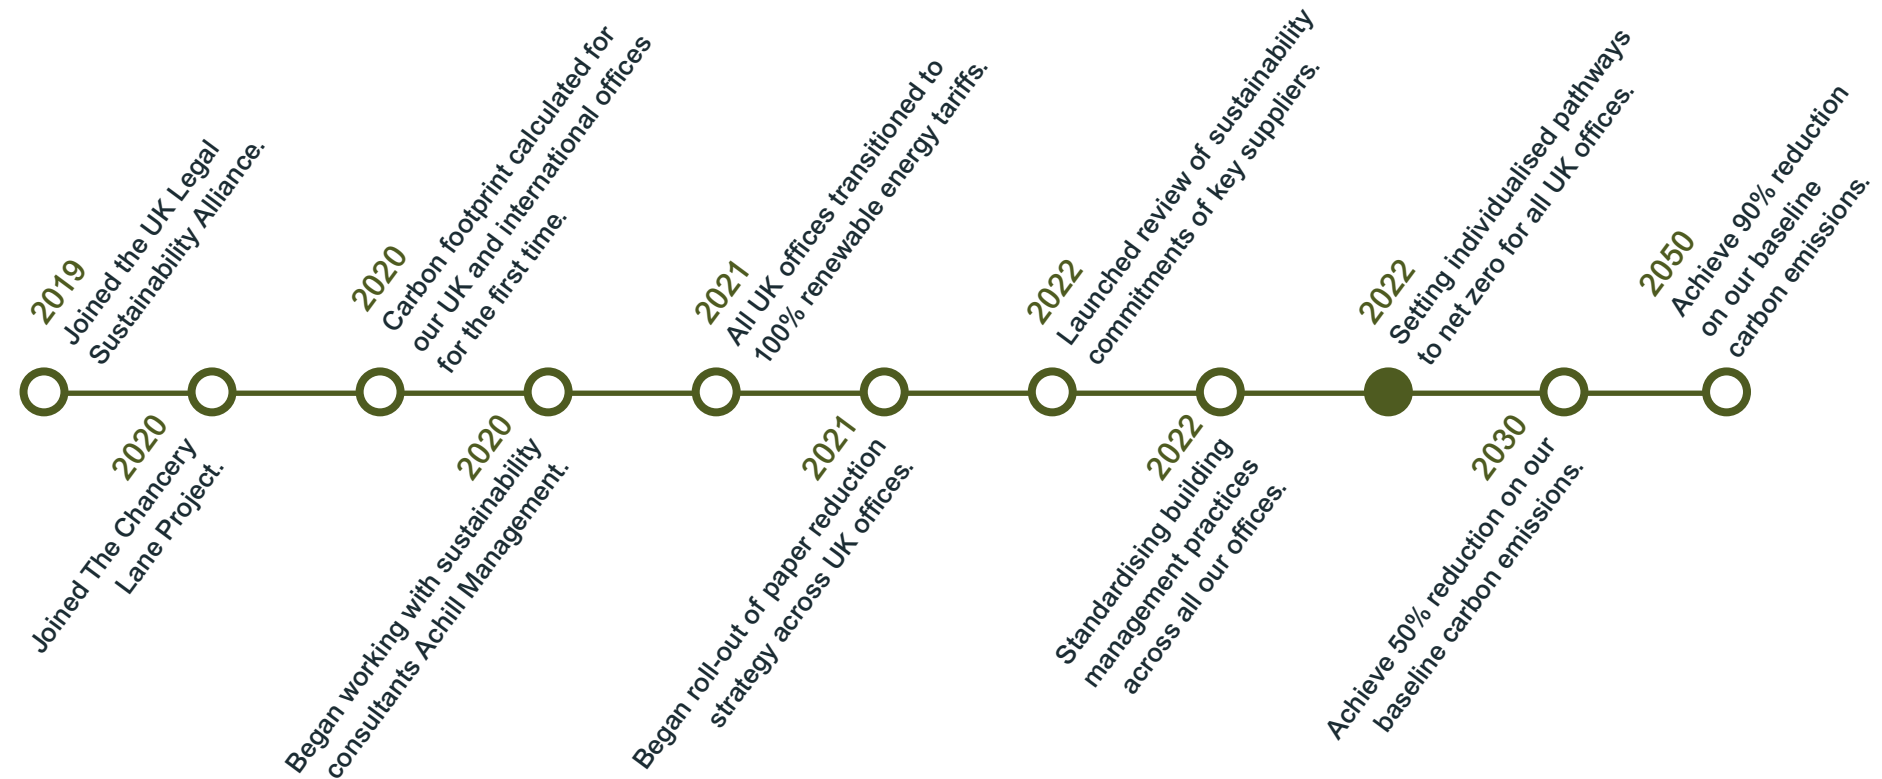 2019
Joined the UK Legal
Sustainability Alliance.
2020
Joined The Chancery
Lane Project.
2020
Carbon footprint calculated for
our UK and international offices
for the first time.
2020
Began working with sustainability
consultants Achill Management.
2021
All UK offices transitioned to
100% renewable energy tariffs.
2021
Began roll-out of paper reduction
strategy across UK offices.
2022
Launched review of sustainability
commitments of key suppliers.
2022
Standardising building
management practices
across all our offices.
2022
Setting individualised pathways
to net zero for all UK offices.
2030
Achieve 50% reduction on our
baseline carbon emissions.
2050
Achieve 90% reduction
on our baseline
carbon emissions.